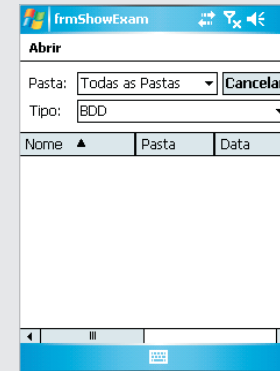 frmShowExam
Abrir
Pasta: Todas as Pastas Cancelar
Tipo: BDD
Nome Pasta Data